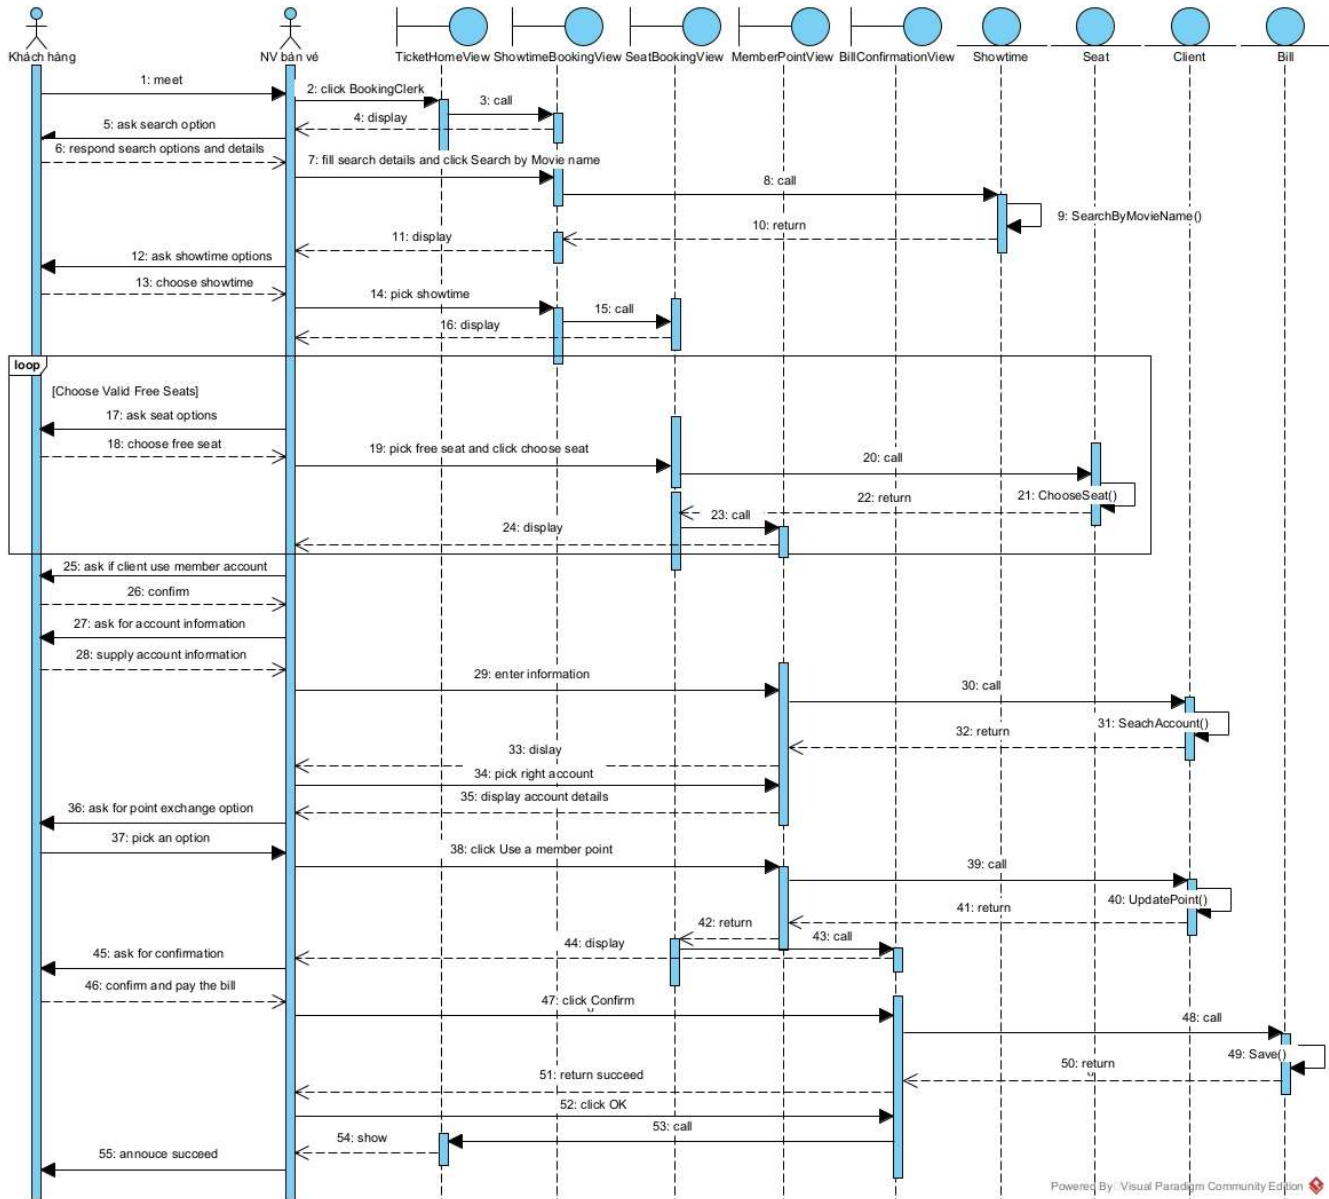 Khách hàng
NV bán vé
TicketHomeView
ShowtimeBookingView
SeatBookingView
MemberPointView
BillConfirmationView
Showtime
Seat
Client
Bill
1: meet
2: click BookingClerk
3: call
4: display
5: ask search option
6: respond search options and details
7: fill search details and click Search by Movie name
8: call
9: SearchByMovieName()
10: return
11: display
12: ask showtime options
13: choose showtime
14: pick showtime
15: call
16: display
loop
[Choose Valid Free Seats]
17: ask seat options
18: choose free seat
19: pick free seat and click choose seat
20: call
21: ChooseSeat()
22: return
23: call
24: display
25: ask if client use member account
26: confirm
27: ask for account information
28: supply account information
29: enter information
30: call
31: SeachAccount()
32: return
33: dislay
34: pick right account
35: display account details
36: ask for point exchange option
37: pick an option
38: click Use a member point
39: call
40: UpdatePoint()
41: return
42: return
43: call
44: display
45: ask for confirmation
46: confirm and pay the bill
47: click Confirm
48: call
49: Save()
50: return
51: return succeed
52: click OK
53: call
54: show
55: annouce succeed
Powered By Visual Paradigm Community Edition